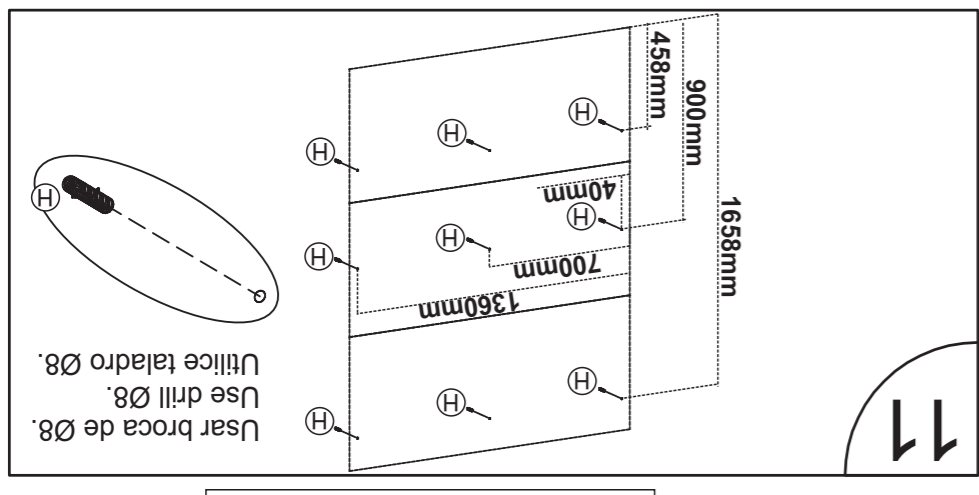 11
Usar broca de Ø8.
Use drill Ø8.
Utilice taladro Ø8.
H
H
H
1360mm
700mm
1658mm
H
H
H
H
40mm
900mm
H
H
H
458mm